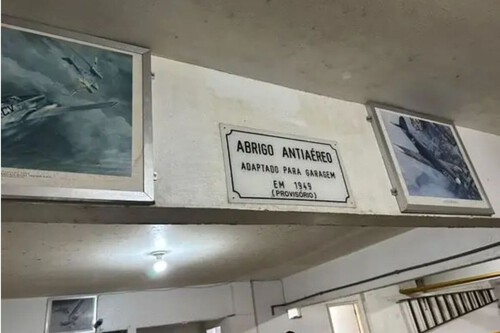 ABRIGO ANTIAÉREO
ADAPTADO PARA GARAGEM
EM 1949
(PROVISÓRIO)